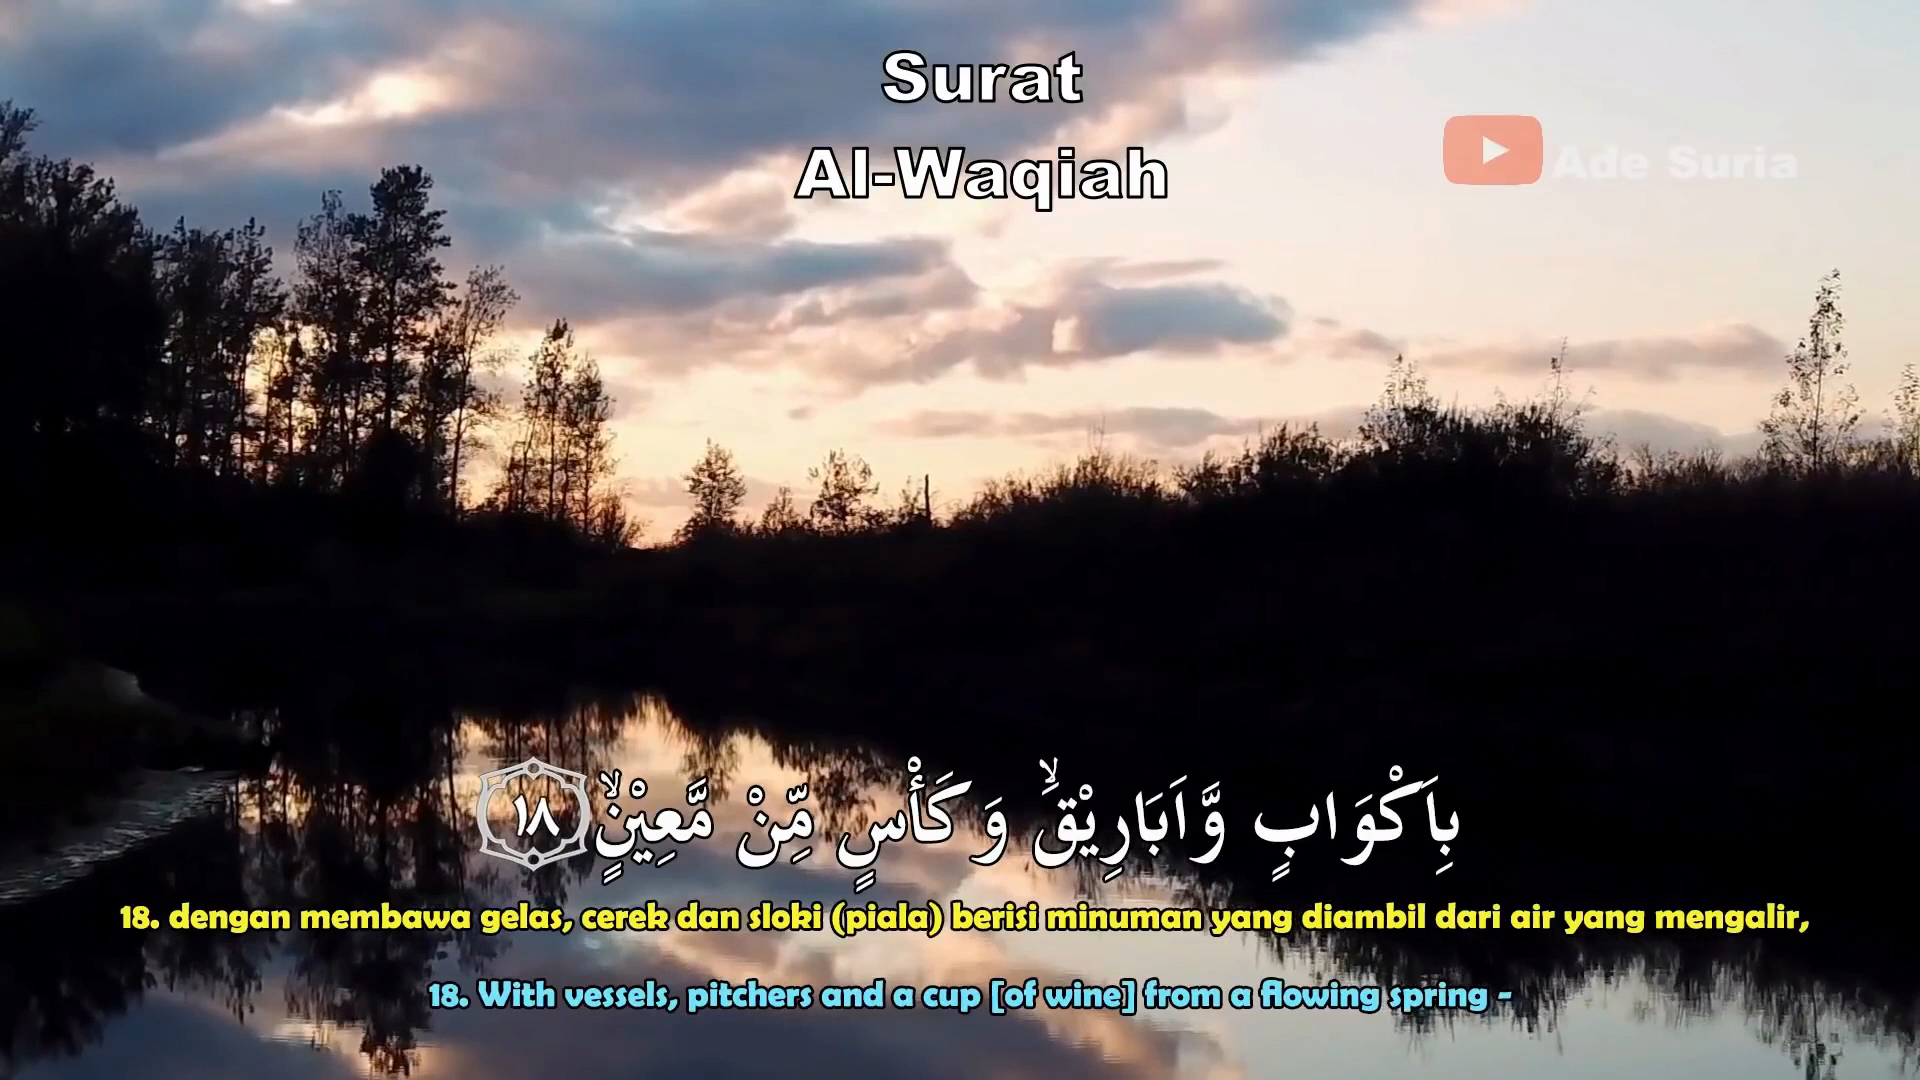 Surat
Al-Waqiah
Ade Suria
بِاَكْوَابٍ وَّاَبَارِيْقَۙ وَكَأْسٍ مِّنْ مَّعِيْنٍۙ ١٨
18. dengan membawa gelas, cerek dan sloki (piala) berisi minuman yang diambil dari air yang mengalir,
18. With vessels, pitchers and a cup [of wine] from a flowing spring -